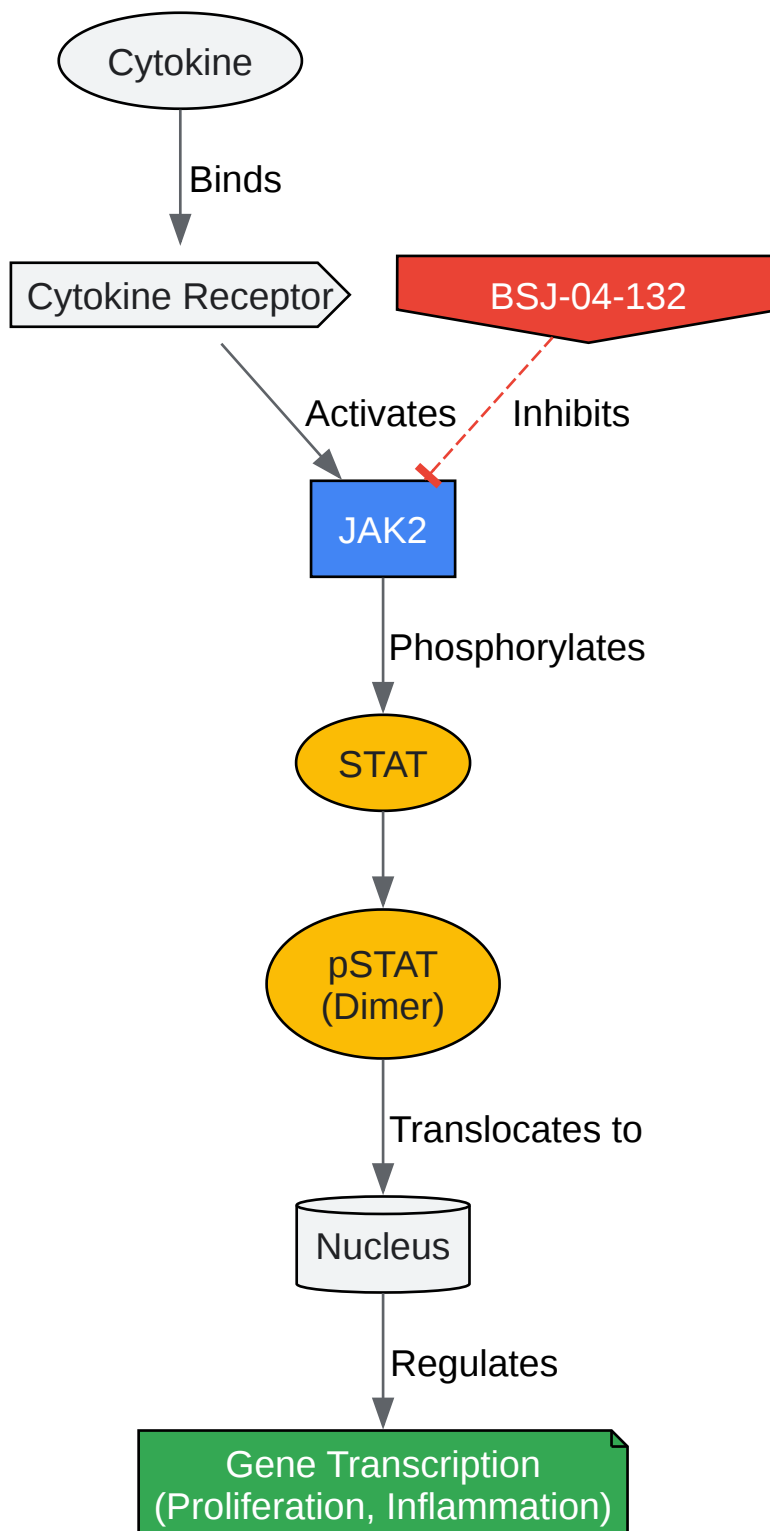 Cytokine
Binds
Cytokine Receptor
BSJ-04-132
Activates
Inhibits
JAK2
Phosphorylates
STAT
pSTAT
(Dimer)
Translocates to
Nucleus
Regulates
Gene Transcription
(Proliferation, Inflammation)